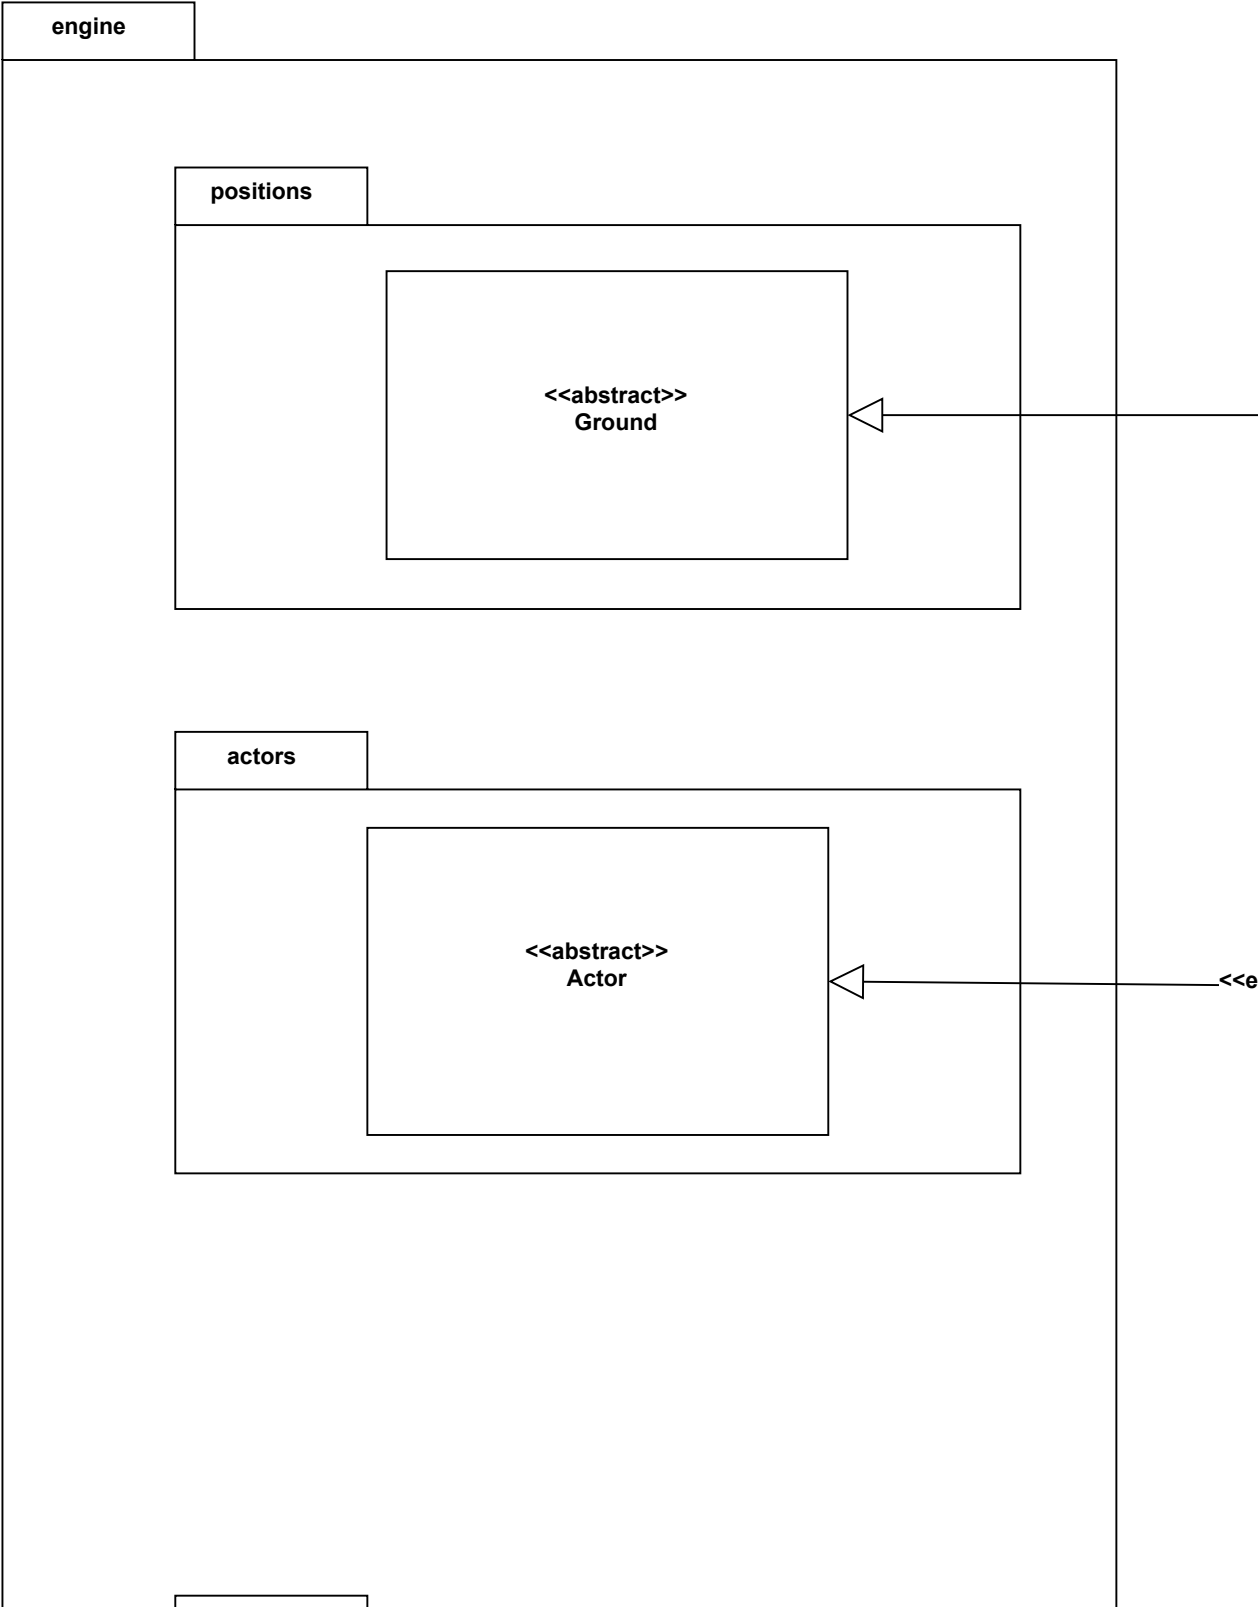 engine
positions
<<abstract>>
Ground
actors
<<abstract>>
Actor
<<e